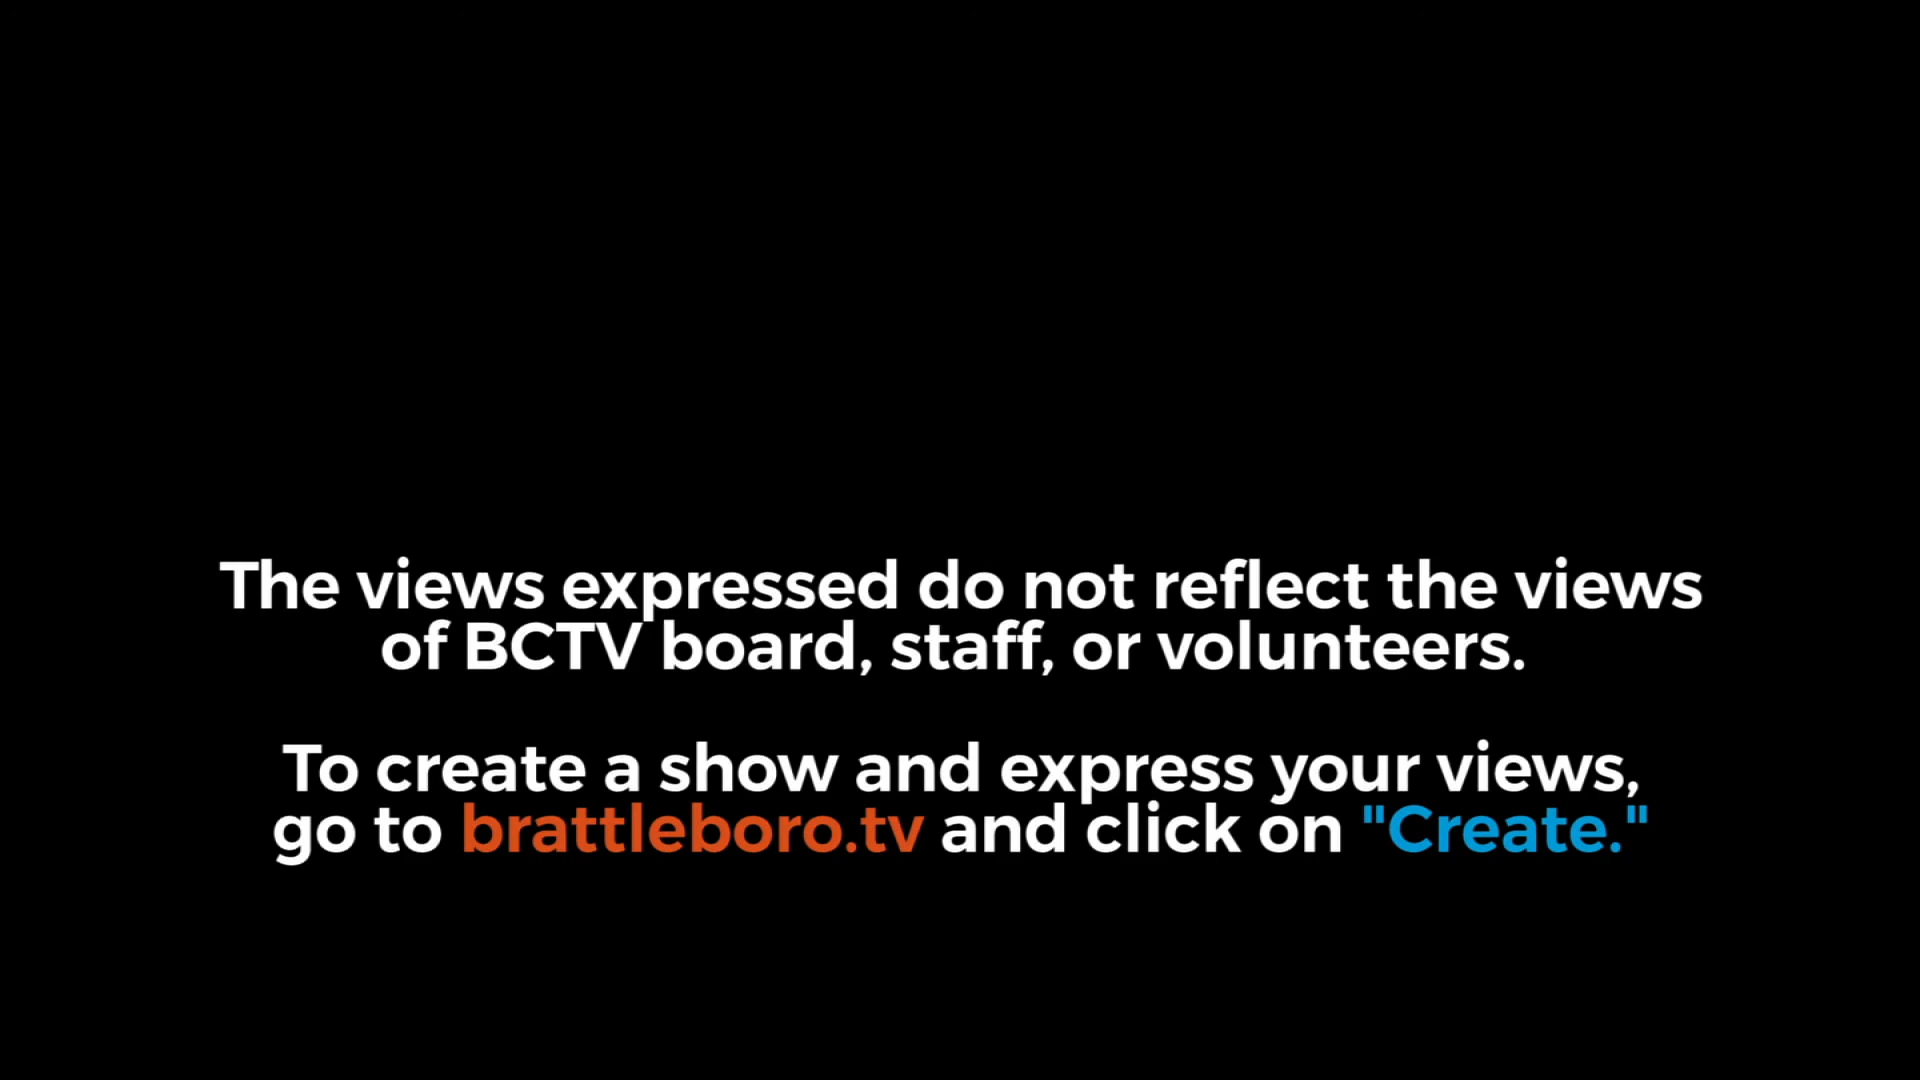 The views expressed do not reflect the views
of BCTV board, staff, or volunteers.
To create a show and express your views,
go to brattleboro.tv and click on "Create."